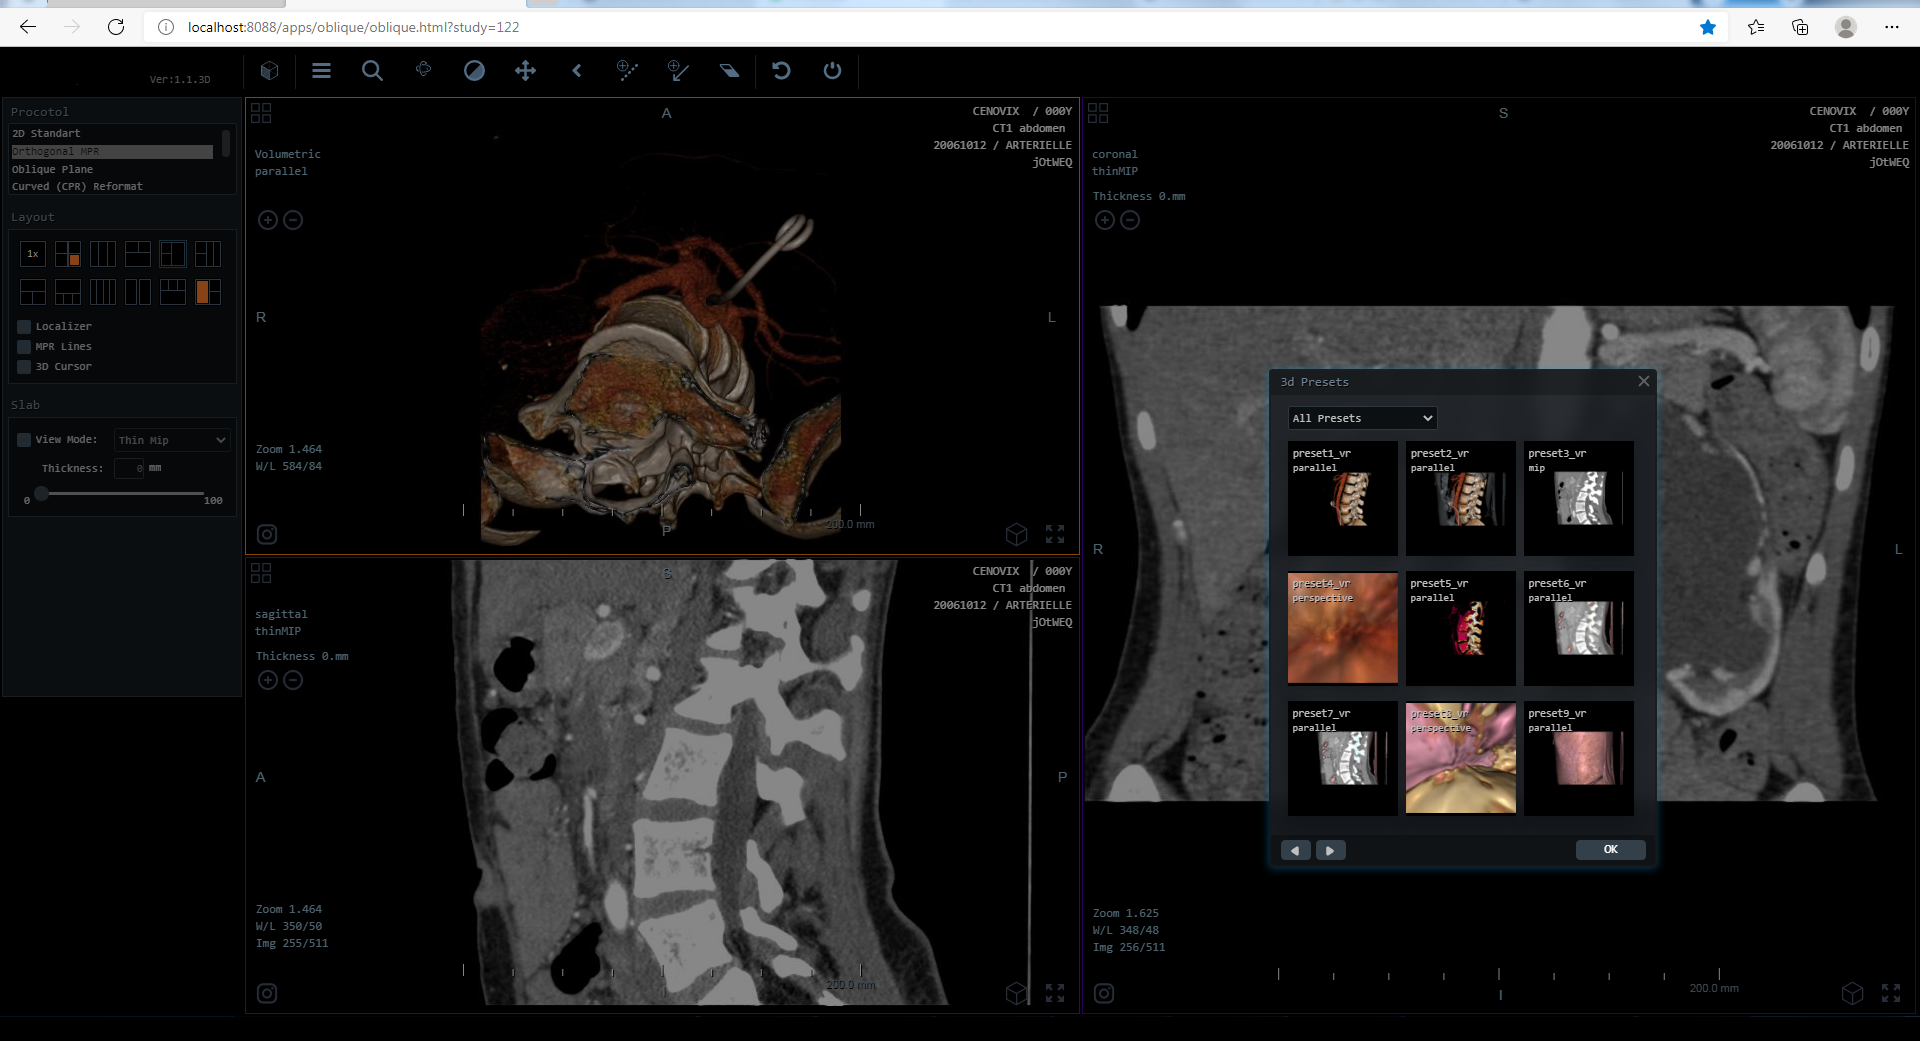 localhost:8088/apps/oblique/oblique.html?study=122
Ver:1.1.3D
Procotol
2D Standart
Orthogonal MPR
Oblique Plane
Curved (CPR) Reformat
Layout
1x
Localizer
MPR Lines
3D Cursor
Slab
View Mode: Thin Mip
Thickness: 0 mm
0 100
A
CENOVIX / 000Y
CT1 abdomen
20061012 / ARTERIELLE
jOtWEQ
Volumetric
parallel
R
L
Zoom 1.464
W/L 584/84
200.0 mm
P
S
CENOVIX / 000Y
CT1 abdomen
20061012 / ARTERIELLE
jOtWEQ
sagittal
thinMIP
Thickness 0.mm
A
P
Zoom 1.464
W/L 350/50
Img 255/511
200.0 mm
I
S
CENOVIX / 000Y
CT1 abdomen
20061012 / ARTERIELLE
jOtWEQ
coronal
thinMIP
Thickness 0.mm
R
L
Zoom 1.625
W/L 348/48
Img 256/511
200.0 mm
I
3d Presets
All Presets
preset1_vr
parallel
preset2_vr
parallel
preset3_vr
mip
preset4_vr
perspective
preset5_vr
parallel
preset6_vr
parallel
preset7_vr
parallel
preset8_vr
perspective
preset9_vr
parallel
OK